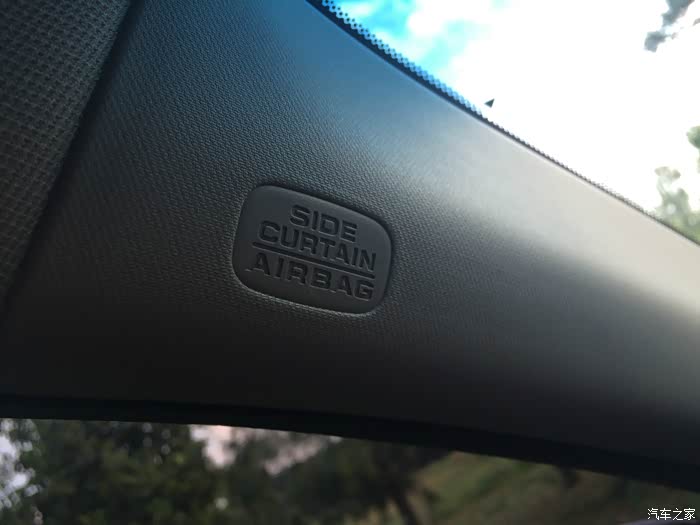 SIDE
CURTAIN
AIRBAG
汽车之家